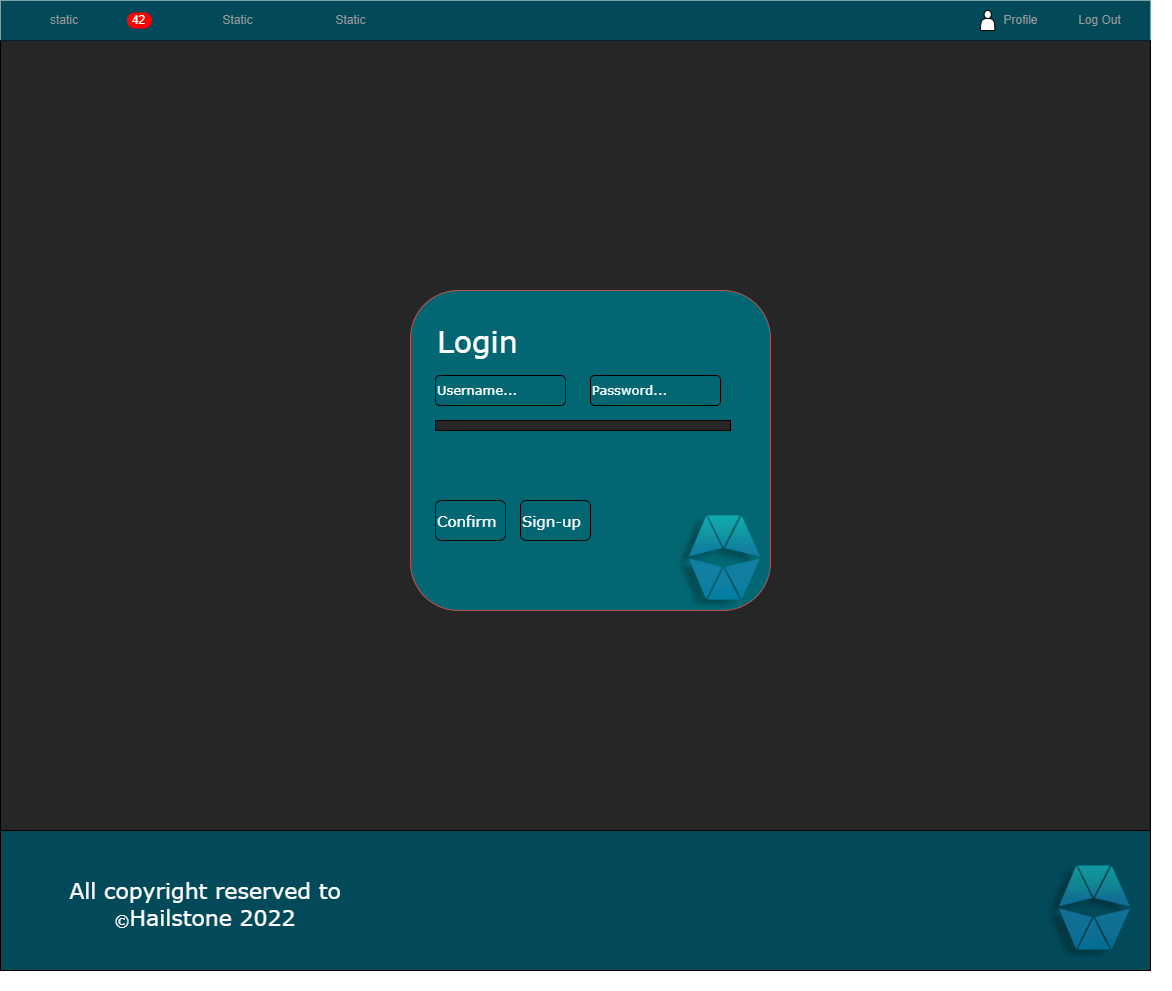 static 42 Static Static Profile Log Out
Login
Username... Password...
Confirm Sign-up
All copyright reserved to
©Hailstone 2022